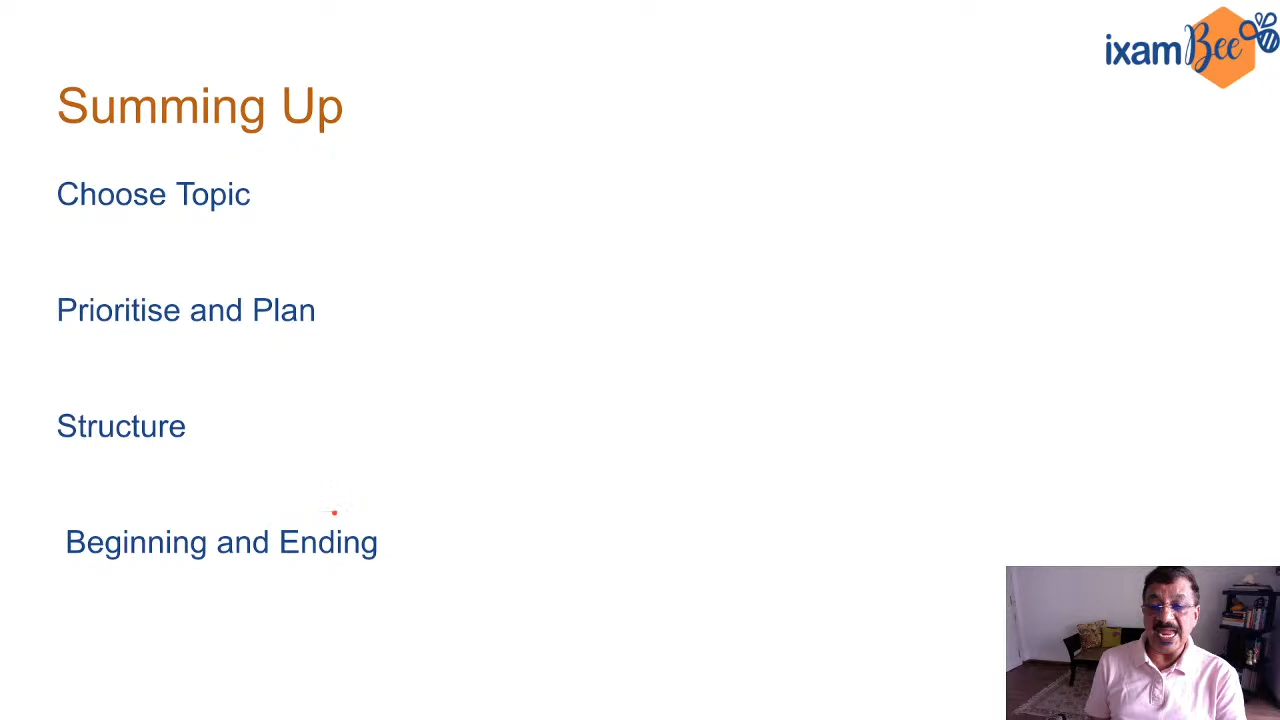 ixamBee
Summing Up
Choose Topic
Prioritise and Plan
Structure
Beginning and Ending